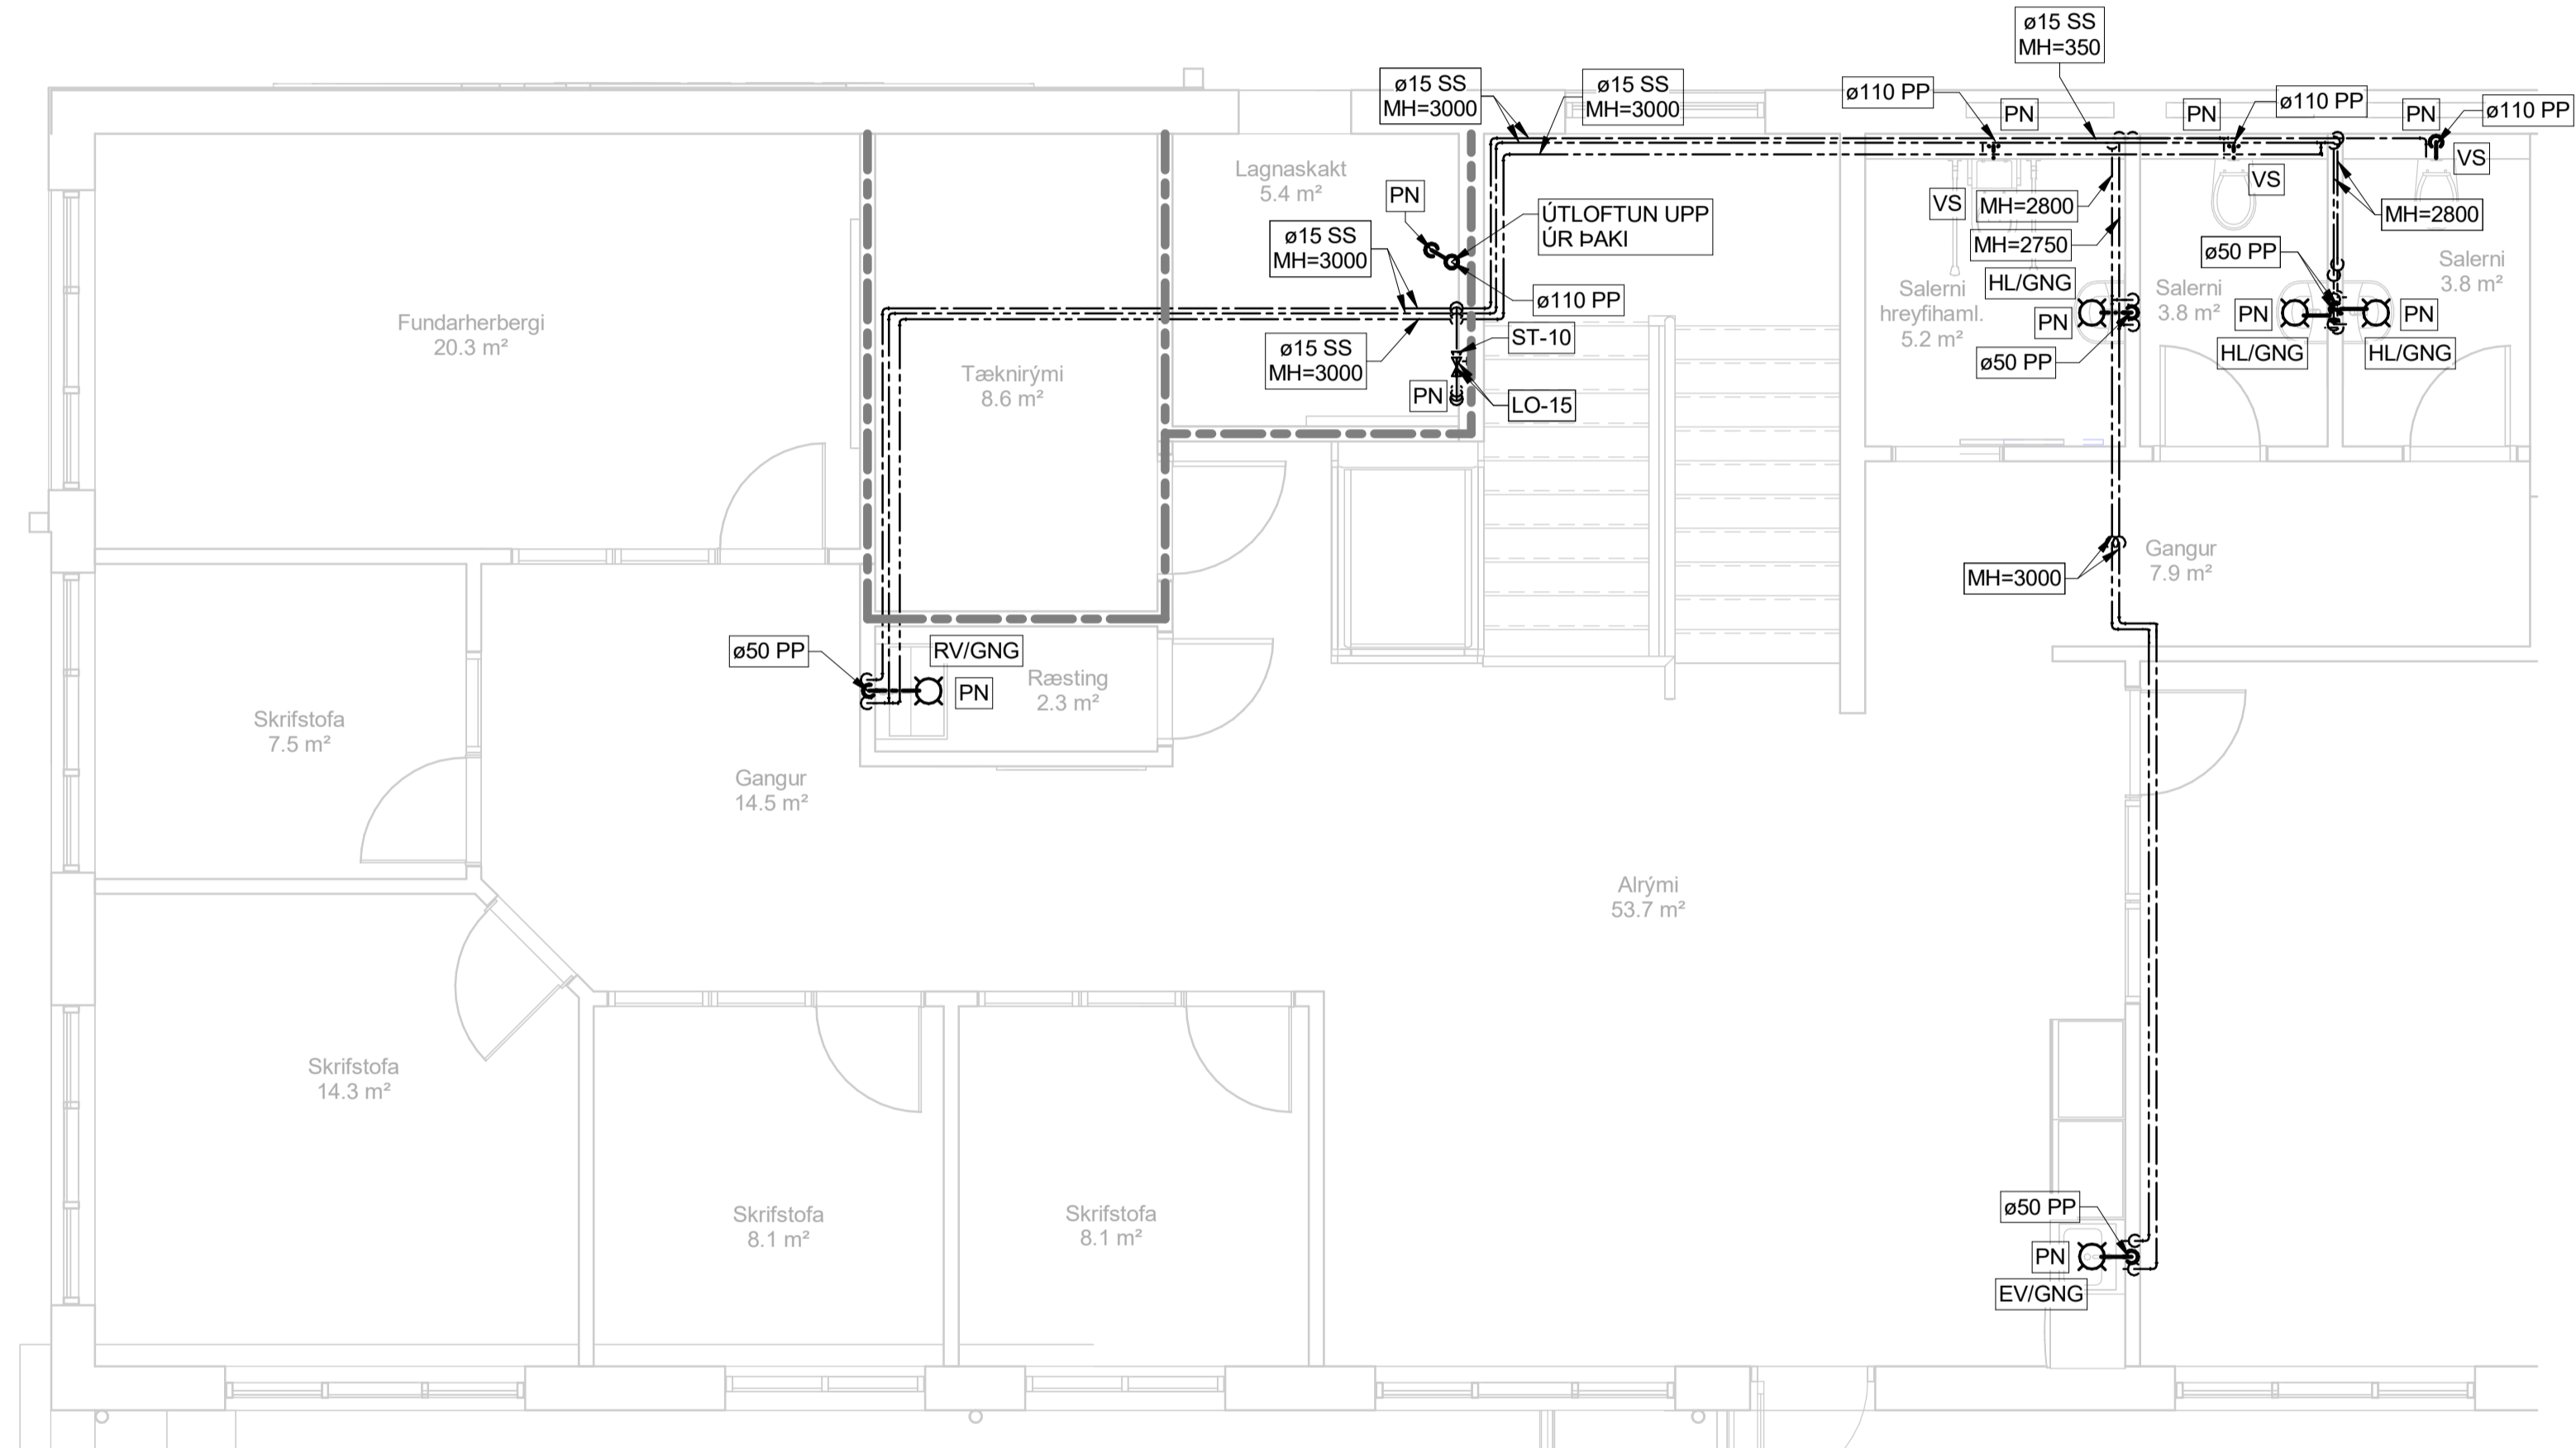 ø15 SS
MH=350
ø15 SS
MH=3000
ø15 SS
MH=3000
ø110 PP
PN
PN
ø110 PP
PN
ø110 PP
VS
Lagnaskakt
5.4 m²
PN
ÚTLOFTUN UPP
ÚR ÞAKI
VS
MH=2800
VS
MH=2800
ø15 SS
MH=3000
MH=2750
ø50 PP
Salerni
3.8 m²
HL/GNG
Salerni
hreyfihaml.
5.2 m²
Salerni
3.8 m²
ø110 PP
Fundarherbergi
20.3 m²
PN
PN
PN
ST-10
ø15 SS
MH=3000
ø50 PP
HL/GNG
HL/GNG
Tæknirými
8.6 m²
PN
LO-15
Gangur
7.9 m²
MH=3000
ø50 PP
RV/GNG
PN
Ræsting
2.3 m²
Skrifstofa
7.5 m²
Gangur
14.5 m²
Alrými
53.7 m²
Skrifstofa
14.3 m²
Skrifstofa
8.1 m²
Skrifstofa
8.1 m²
ø50 PP
PN
EV/GNG